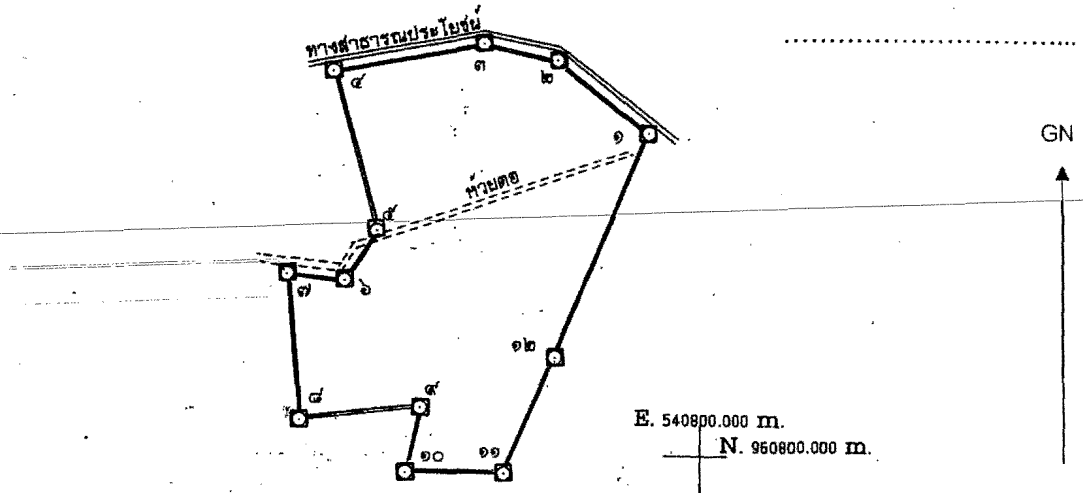 ทางสาธารณประโยชน์
๔
๓
๒
๑
GN
ห้วยตอ
๕
๖
๗
๑๒
๘
๙
E. 540800.000 m.
N. 960800.000 m.
๑๐
๑๑